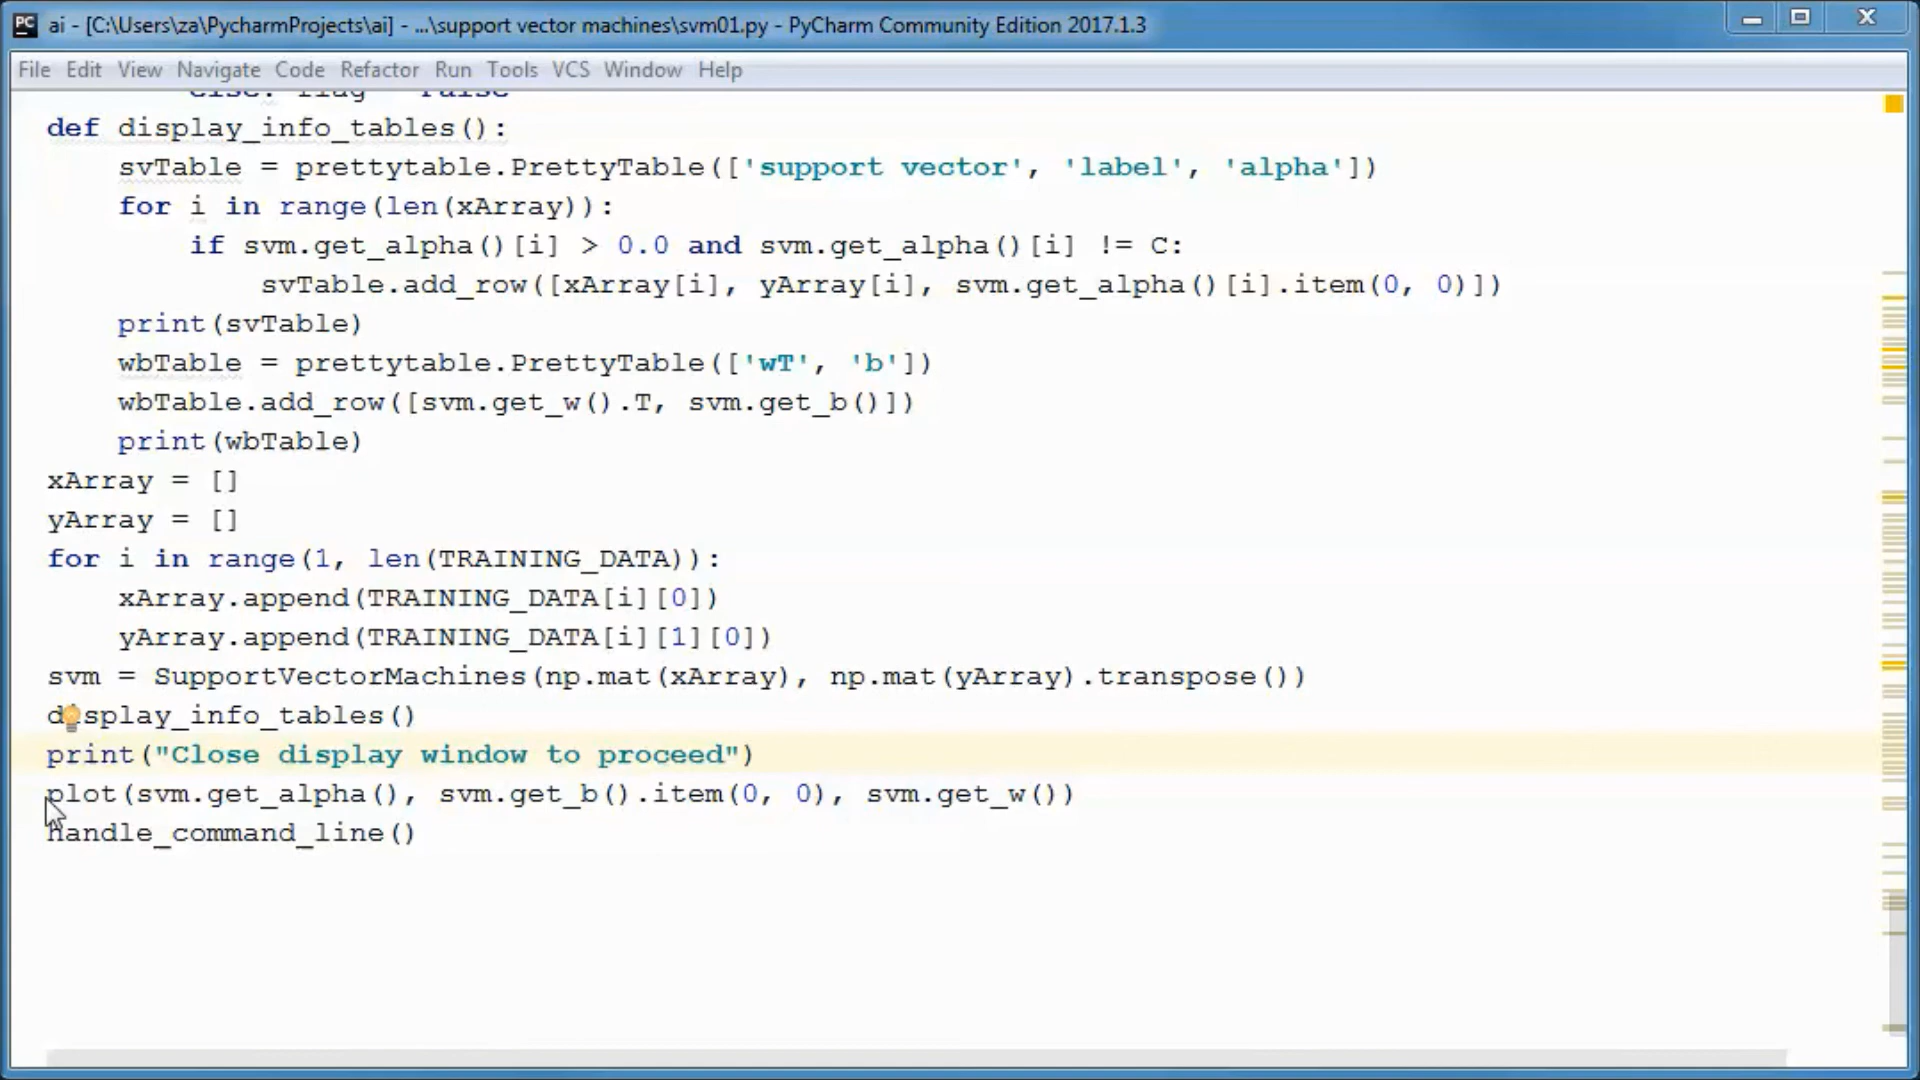 PC ai - [C:\Users\za\PycharmProjects\ai] - ...\support vector machines\svm01.py - PyCharm Community Edition 2017.1.3
File Edit View Navigate Code Refactor Run Tools VCS Window Help
else: flag = False
def display_info_tables():
    svTable = prettytable.PrettyTable(['support vector', 'label', 'alpha'])
    for i in range(len(xArray)):
        if svm.get_alpha()[i] > 0.0 and svm.get_alpha()[i] != C:
            svTable.add_row([xArray[i], yArray[i], svm.get_alpha()[i].item(0, 0)])
    print(svTable)
    wbTable = prettytable.PrettyTable(['wT', 'b'])
    wbTable.add_row([svm.get_w().T, svm.get_b()])
    print(wbTable)
xArray = []
yArray = []
for i in range(1, len(TRAINING_DATA)):
    xArray.append(TRAINING_DATA[i][0])
    yArray.append(TRAINING_DATA[i][1][0])
svm = SupportVectorMachines(np.mat(xArray), np.mat(yArray).transpose())
display_info_tables()
print("Close display window to proceed")
plot(svm.get_alpha(), svm.get_b().item(0, 0), svm.get_w())
handle_command_line()